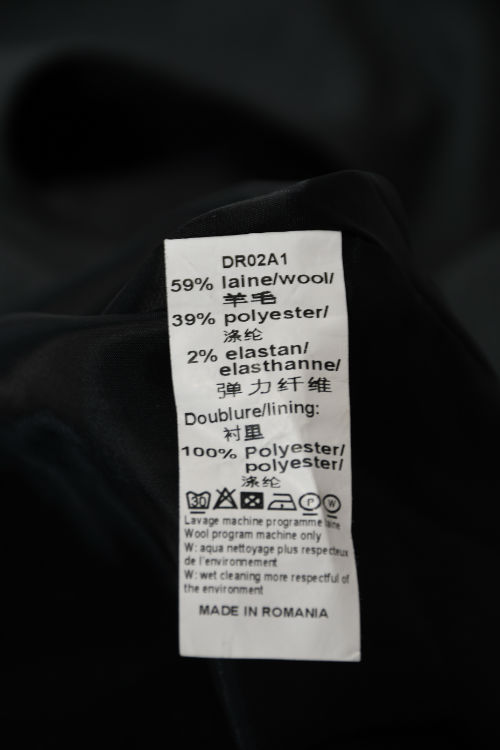 DR02A1
59% laine/wool/
羊毛
39% polyester/
涤纶
2% elastan/
elasthanne/
弹力纤维
Doublure/lining:
衬里
100% Polyester/
polyester/
涤纶
30 P W
Lavage machine programme laine
Wool program machine only
W: aqua nettoyage plus respecteux
de l'environnement
W: wet cleaning more respectful of
the environment
MADE IN ROMANIA